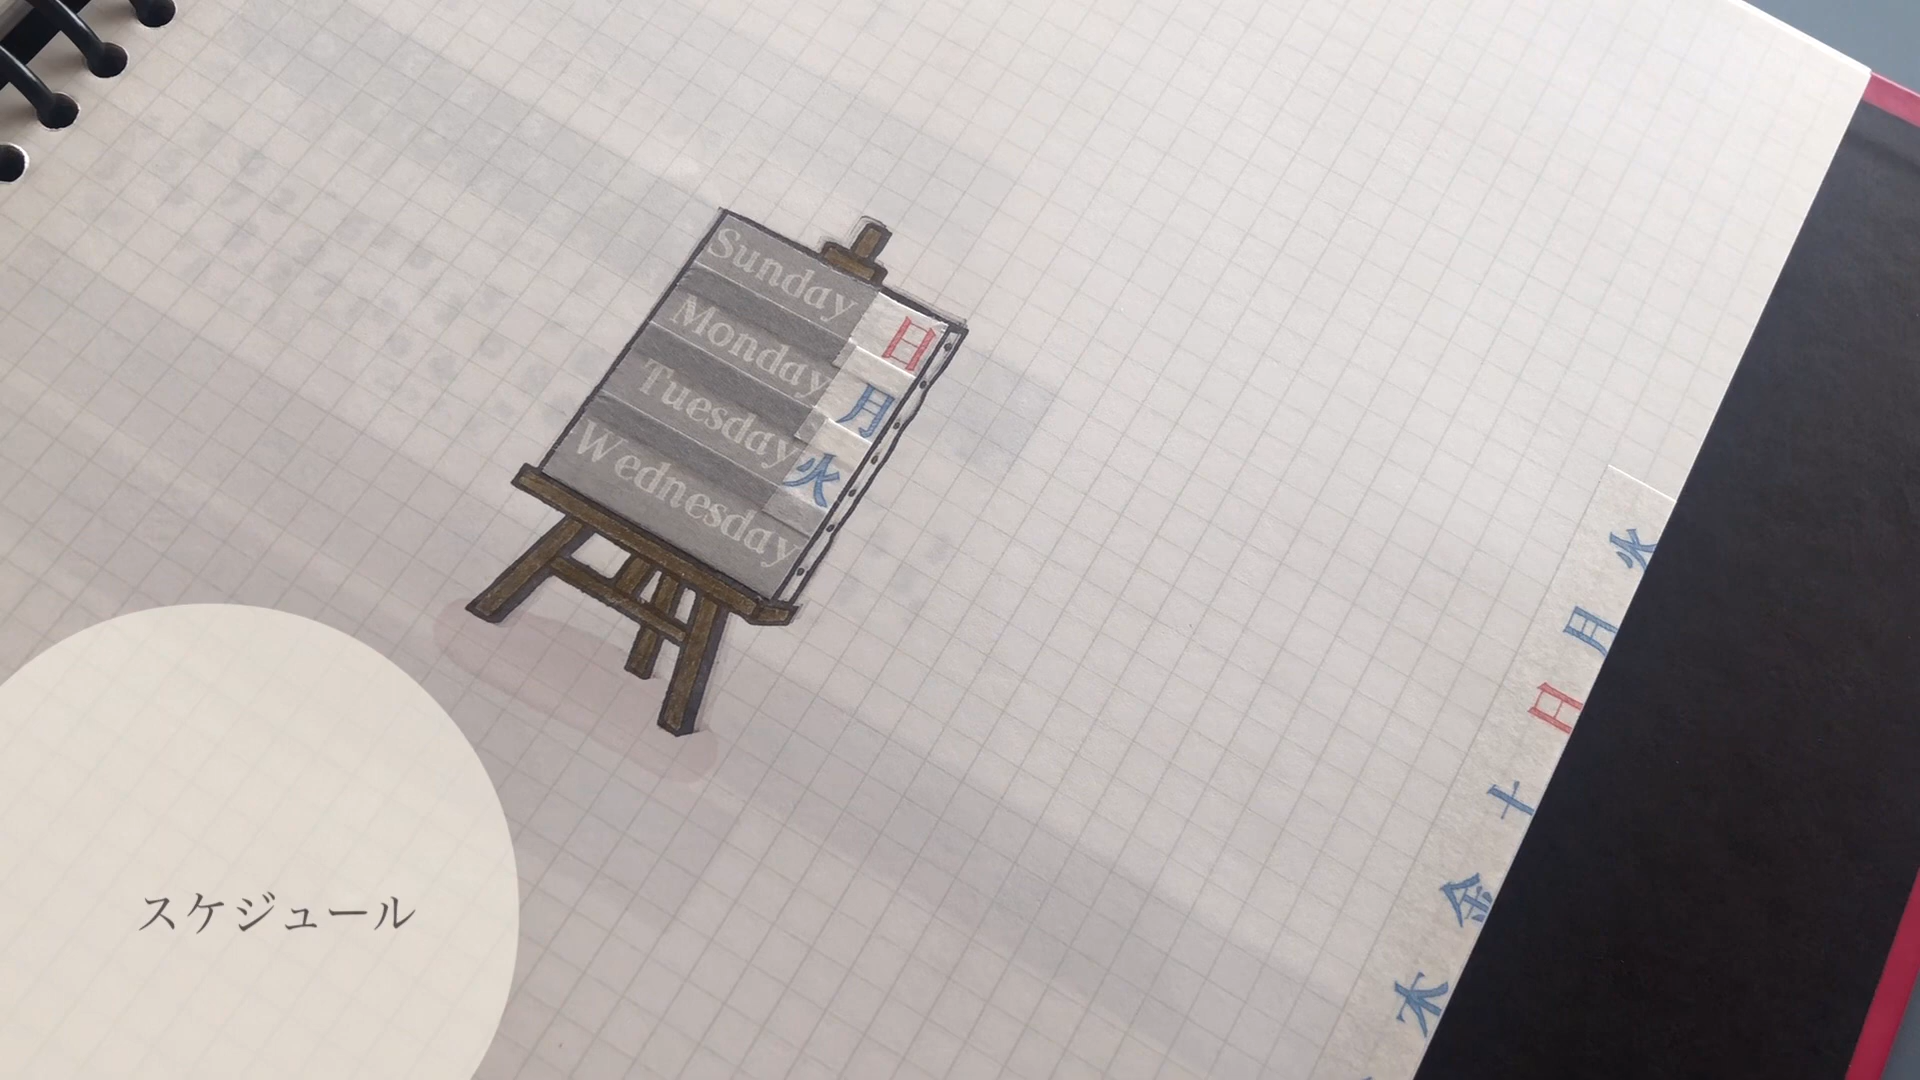 Sunday 日
Monday 月
Tuesday 火
Wednesday
火
月
日
土
金
木
スケジュール